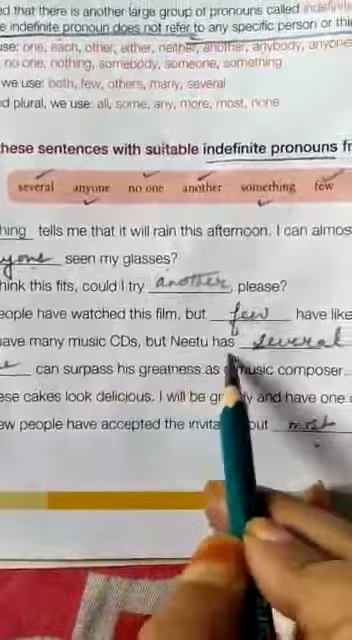 ed that there is another large group of pronouns called indefinit
e indefinite pronoun does not refer to any specific person or thi
use: one, each, other, either, neither, another, anybody, anyone
no one, nothing, somebody, someone, something
we use: both, few, others, many, several
d plural, we use: all, some, any, more, most, none
these sentences with suitable indefinite pronouns fr
several anyone no one another something few
hing tells me that it will rain this afternoon. I can almos
yone seen my glasses?
hink this fits, could I try another, please?
eople have watched this film, but few have like
ave many music CDs, but Neetu has several
e can surpass his greatness as music composer...
ese cakes look delicious. I will be gr y and have one
ew people have accepted the invita out most